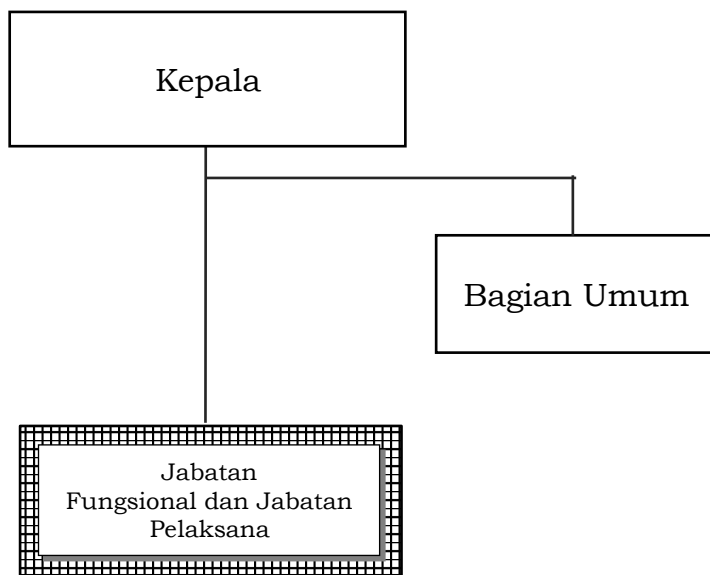 Kepala
Bagian Umum
Jabatan
Fungsional dan Jabatan
Pelaksana